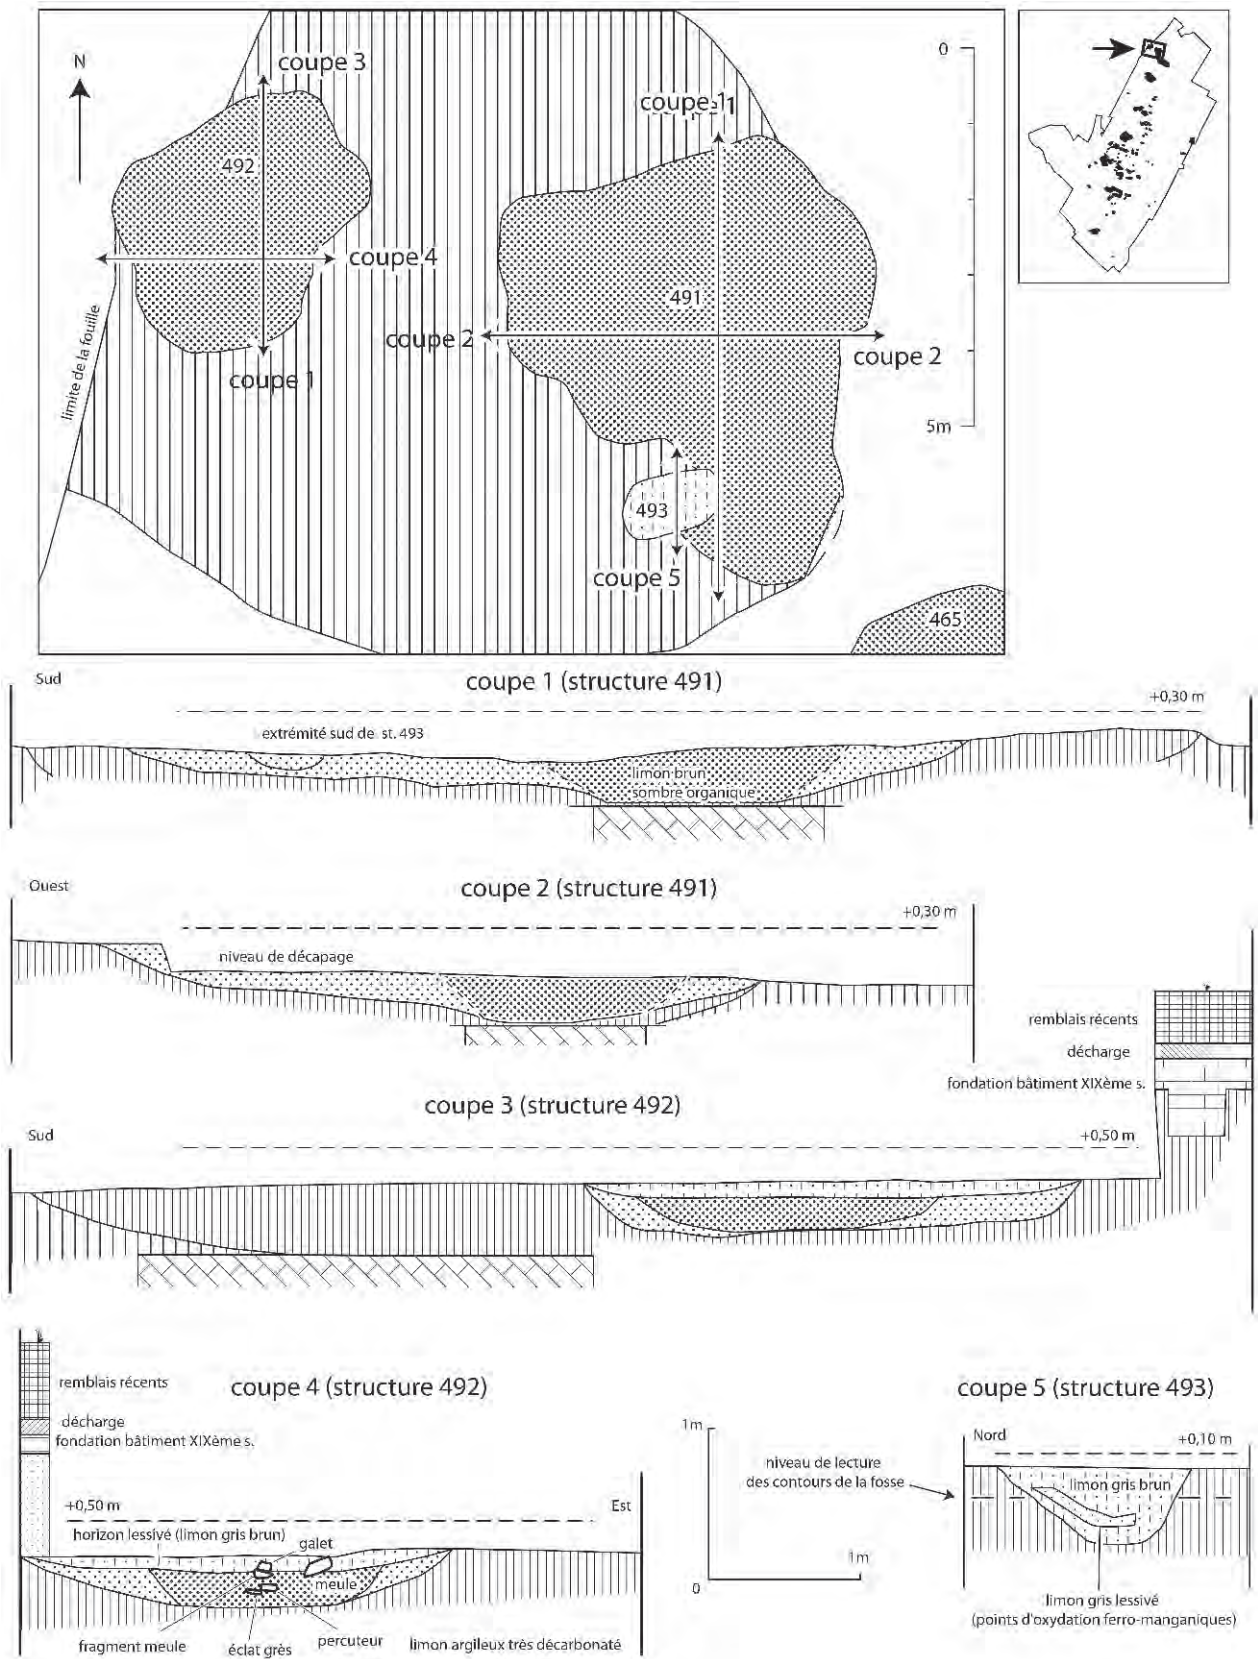 N
coupe 3
492
coupe 4
limite de la fouille
coupe 1
coupe 1
491
coupe 2
coupe 2
493
coupe 5
465
0
5m
Sud
coupe 1 (structure 491)
+0,30 m
extrémité sud de st. 493
limon brun
sombre organique
Ouest
coupe 2 (structure 491)
+0,30 m
niveau de décapage
remblais récents
décharge
fondation bâtiment XIXème s.
coupe 3 (structure 492)
Sud
+0,50 m
remblais récents
décharge
fondation bâtiment XIXème s.
coupe 4 (structure 492)
+0,50 m
Est
horizon lessivé (limon gris brun)
galet
meule
fragment meule
éclat grès
percuteur
limon argileux très décarbonaté
1m
0
1m
coupe 5 (structure 493)
Nord
+0,10 m
niveau de lecture
des contours de la fosse
limon gris brun
limon gris lessivé
(points d'oxydation ferro-manganiques)